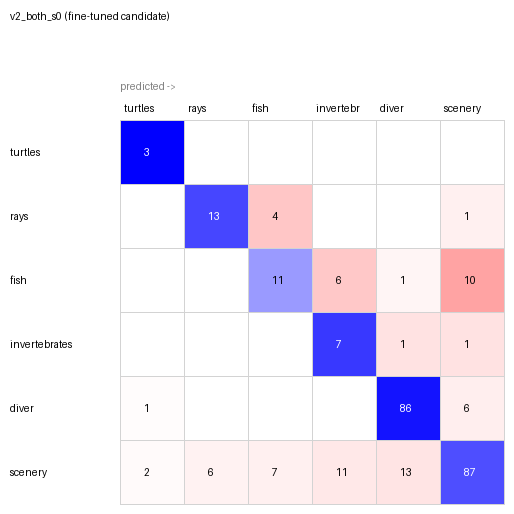 v2_both_s0 (fine-tuned candidate)
predicted ->
turtles rays fish invertebr diver scenery
turtles 3
rays 13 4 1
fish 11 6 1 10
invertebrates 7 1 1
diver 1 86 6
scenery 2 6 7 11 13 87